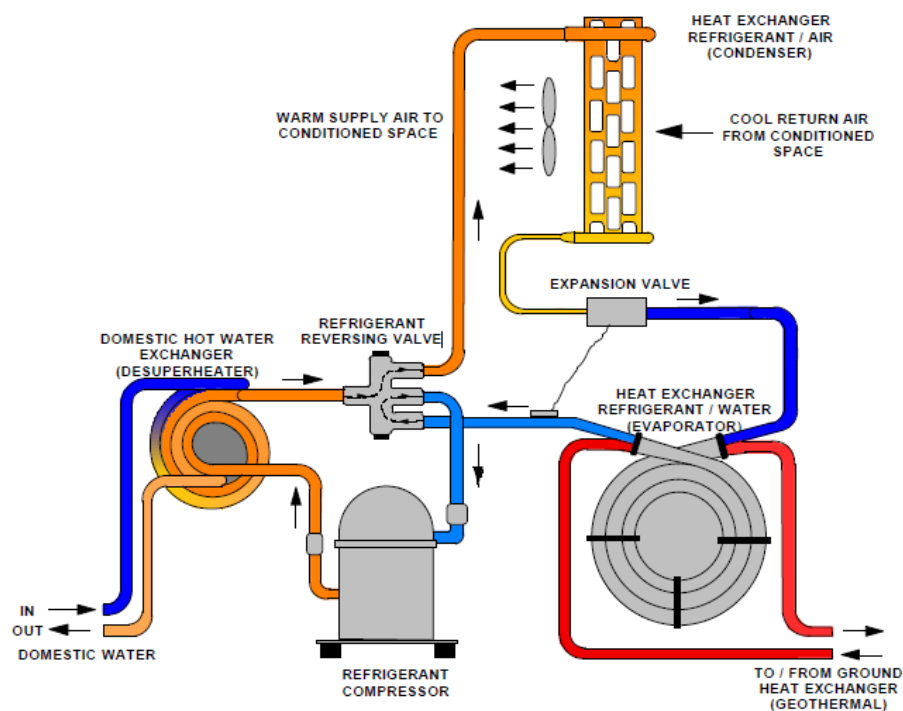 HEAT EXCHANGER
REFRIGERANT / AIR
(CONDENSER)
WARM SUPPLY AIR TO
CONDITIONED SPACE
COOL RETURN AIR
FROM CONDITIONED
SPACE
EXPANSION VALVE
REFRIGERANT
REVERSING VALVE
DOMESTIC HOT WATER
EXCHANGER
(DESUPERHEATER)
HEAT EXCHANGER
REFRIGERANT / WATER
(EVAPORATOR)
IN
OUT
DOMESTIC WATER
REFRIGERANT
COMPRESSOR
TO / FROM GROUND
HEAT EXCHANGER
(GEOTHERMAL)